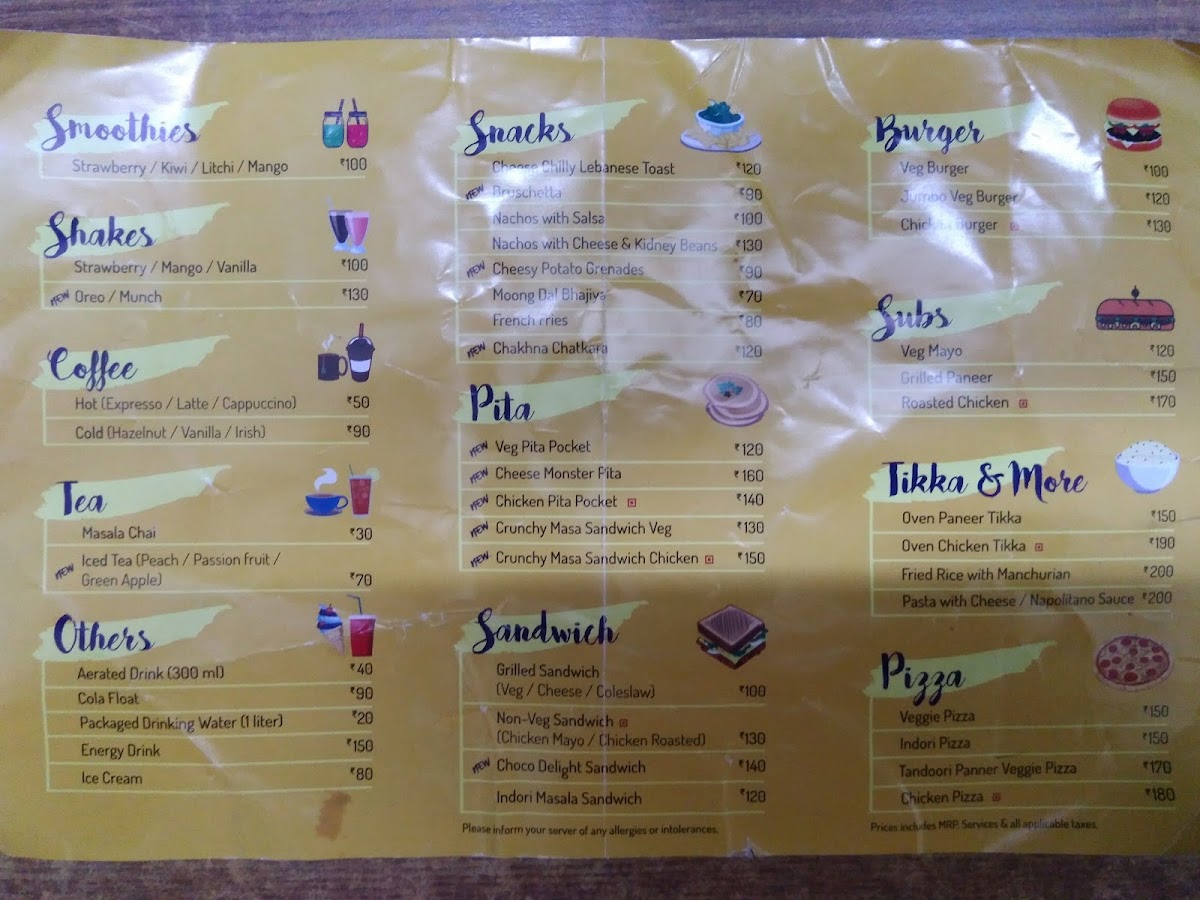 Smoothies
Strawberry / Kiwi / Litchi / Mango ₹100
Shakes
Strawberry / Mango / Vanilla ₹100
NEW Oreo / Munch ₹130
Coffee
Hot (Expresso / Latte / Cappuccino) ₹50
Cold (Hazelnut / Vanilla / Irish) ₹90
Tea
Masala Chai ₹30
NEW Iced Tea (Peach / Passion fruit /
Green Apple) ₹70
Others
Aerated Drink (300 ml) ₹40
Cola Float ₹90
Packaged Drinking Water (1 liter) ₹20
Energy Drink ₹150
Ice Cream ₹80
Snacks
Cheese Chilly Lebanese Toast ₹120
NEW Bruschetta ₹90
Nachos with Salsa ₹100
Nachos with Cheese & Kidney Beans ₹130
NEW Cheesy Potato Grenades ₹90
Moong Dal Bhajiya ₹70
French Fries ₹80
NEW Chakhna Chatkara ₹120
Pita
NEW Veg Pita Pocket ₹120
NEW Cheese Monster Pita ₹160
NEW Chicken Pita Pocket ₹140
NEW Crunchy Masa Sandwich Veg ₹130
NEW Crunchy Masa Sandwich Chicken ₹150
Sandwich
Grilled Sandwich
(Veg / Cheese / Coleslaw) ₹100
Non-Veg Sandwich
(Chicken Mayo / Chicken Roasted) ₹130
NEW Choco Delight Sandwich ₹140
Indori Masala Sandwich ₹120
Please inform your server of any allergies or intolerances.
Burger
Veg Burger ₹100
Jumbo Veg Burger ₹120
Chicken Burger ₹130
Subs
Veg Mayo ₹120
Grilled Paneer ₹150
Roasted Chicken ₹170
Tikka & More
Oven Paneer Tikka ₹150
Oven Chicken Tikka ₹190
Fried Rice with Manchurian ₹200
Pasta with Cheese / Napolitano Sauce ₹200
Pizza
Veggie Pizza ₹150
Indori Pizza ₹150
Tandoori Panner Veggie Pizza ₹170
Chicken Pizza ₹180
Prices includes MRP, Services & all applicable taxes.